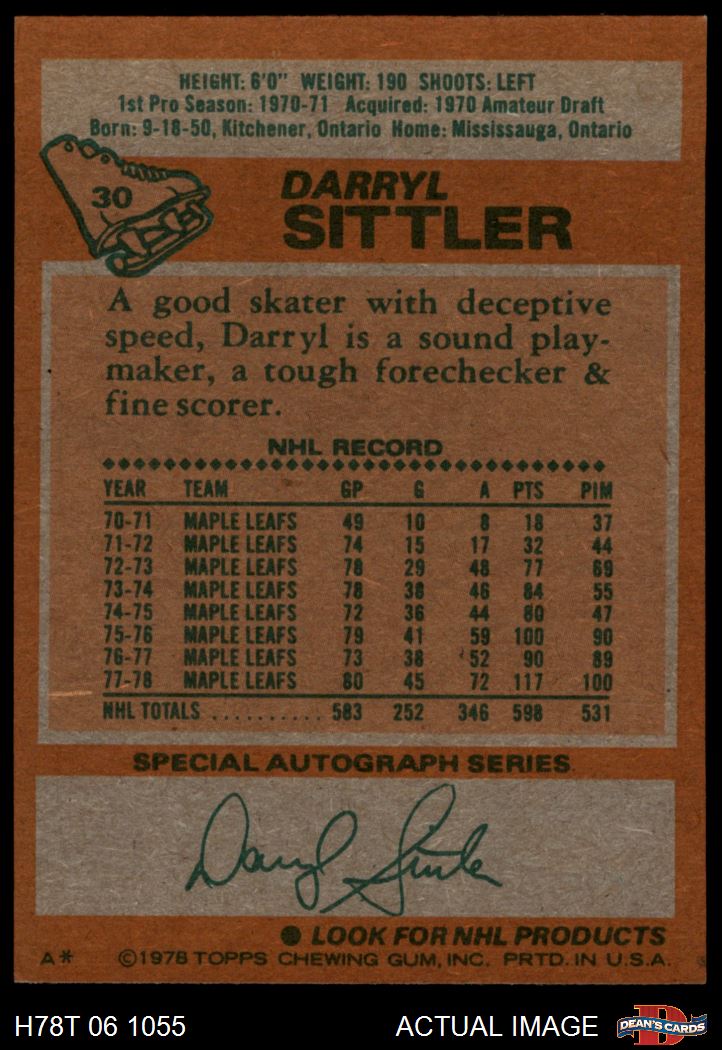 HEIGHT: 6'0" WEIGHT: 190 SHOOTS: LEFT
1st Pro Season: 1970-71 Acquired: 1970 Amateur Draft
Born: 9-18-50, Kitchener, Ontario Home: Mississauga, Ontario
30
DARRYL
SITTLER
A good skater with deceptive
speed, Darryl is a sound play-
maker, a tough forechecker &
fine scorer.
NHL RECORD
YEAR TEAM GP G A PTS PIM
70-71 MAPLE LEAFS 49 10 8 18 37
71-72 MAPLE LEAFS 74 15 17 32 44
72-73 MAPLE LEAFS 78 29 48 77 69
73-74 MAPLE LEAFS 78 38 46 84 55
74-75 MAPLE LEAFS 72 36 44 80 47
75-76 MAPLE LEAFS 79 41 59 100 90
76-77 MAPLE LEAFS 73 38 52 90 89
77-78 MAPLE LEAFS 80 45 72 117 100
NHL TOTALS .......... 583 252 346 598 531
SPECIAL AUTOGRAPH SERIES
Darryl Sittler
● LOOK FOR NHL PRODUCTS
A* ©1978 TOPPS CHEWING GUM, INC. PRTD. IN U.S.A.
H78T 06 1055 ACTUAL IMAGE D DEAN'S CARDS